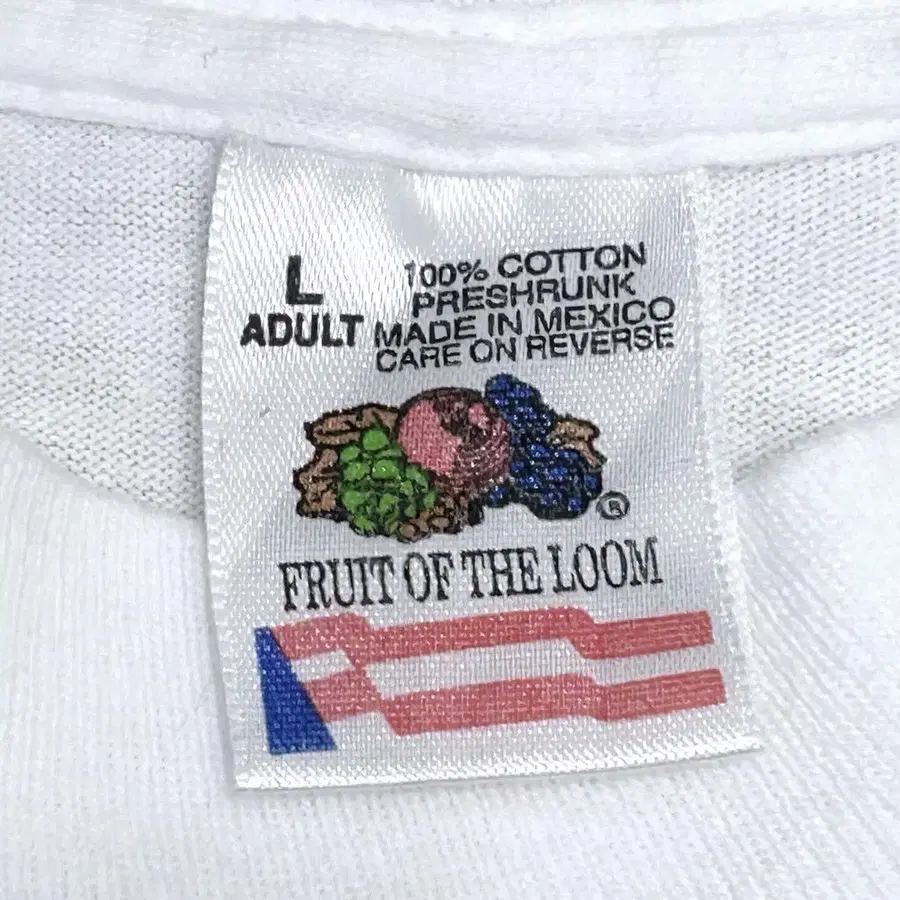 L
ADULT
100% COTTON
PRESHRUNK
MADE IN MEXICO
CARE ON REVERSE
®
FRUIT OF THE LOOM